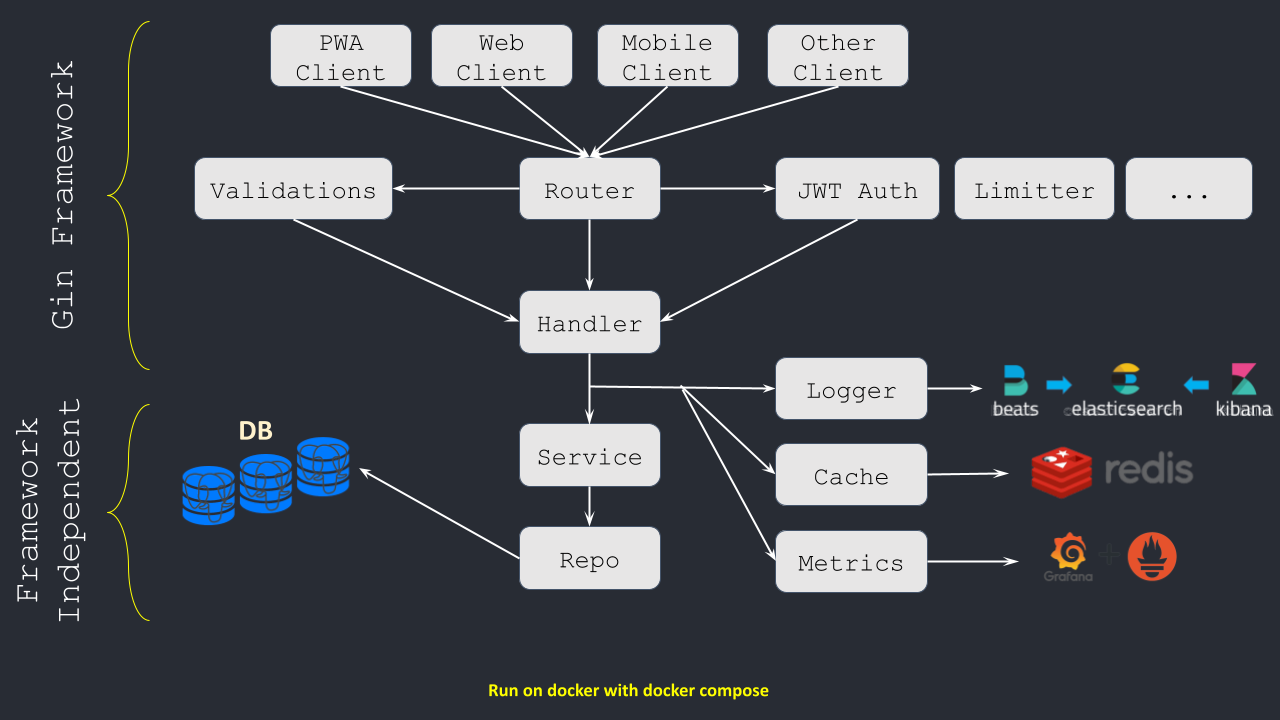 PWA
Client
Web
Client
Mobile
Client
Other
Client
Gin Framework
Validations
Router
JWT Auth
Limitter
...
Handler
Logger
beats
elasticsearch
kibana
Framework
Independent
DB
Service
Cache
redis
Repo
Metrics
Grafana
+
Run on docker with docker compose